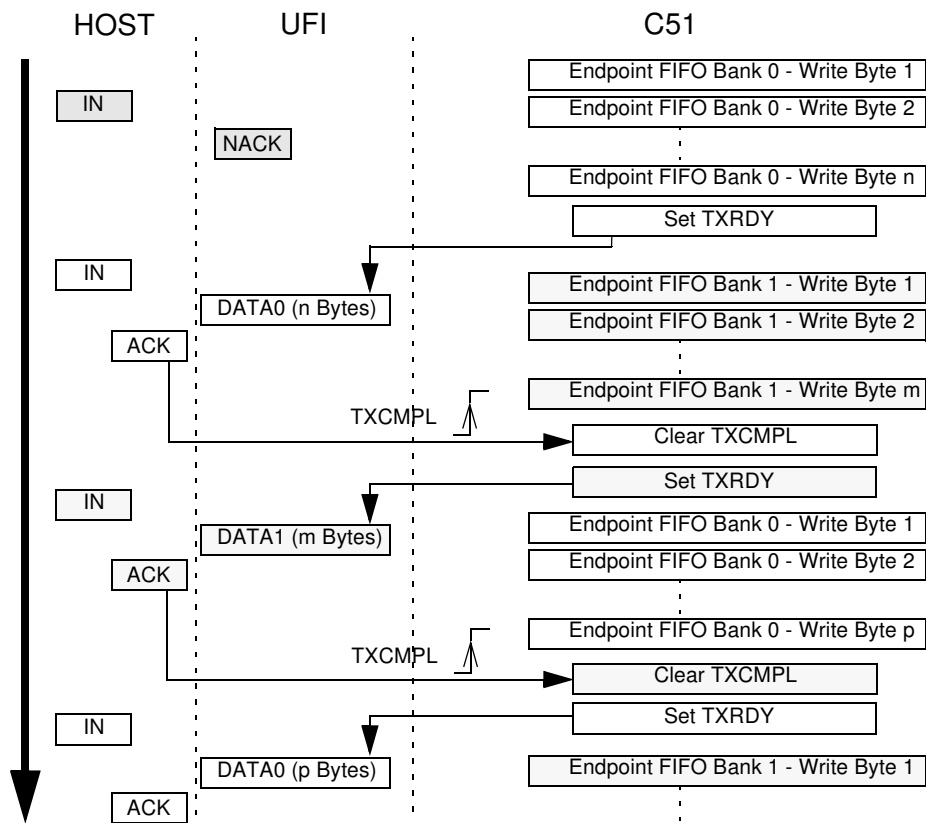 HOST UFI C51
Endpoint FIFO Bank 0 - Write Byte 1
IN
Endpoint FIFO Bank 0 - Write Byte 2
NACK
Endpoint FIFO Bank 0 - Write Byte n
Set TXRDY
IN
Endpoint FIFO Bank 1 - Write Byte 1
DATA0 (n Bytes)
Endpoint FIFO Bank 1 - Write Byte 2
ACK
Endpoint FIFO Bank 1 - Write Byte m
TXCMPL
Clear TXCMPL
Set TXRDY
IN
Endpoint FIFO Bank 0 - Write Byte 1
DATA1 (m Bytes)
Endpoint FIFO Bank 0 - Write Byte 2
ACK
Endpoint FIFO Bank 0 - Write Byte p
TXCMPL
Clear TXCMPL
Set TXRDY
IN
DATA0 (p Bytes)
Endpoint FIFO Bank 1 - Write Byte 1
ACK